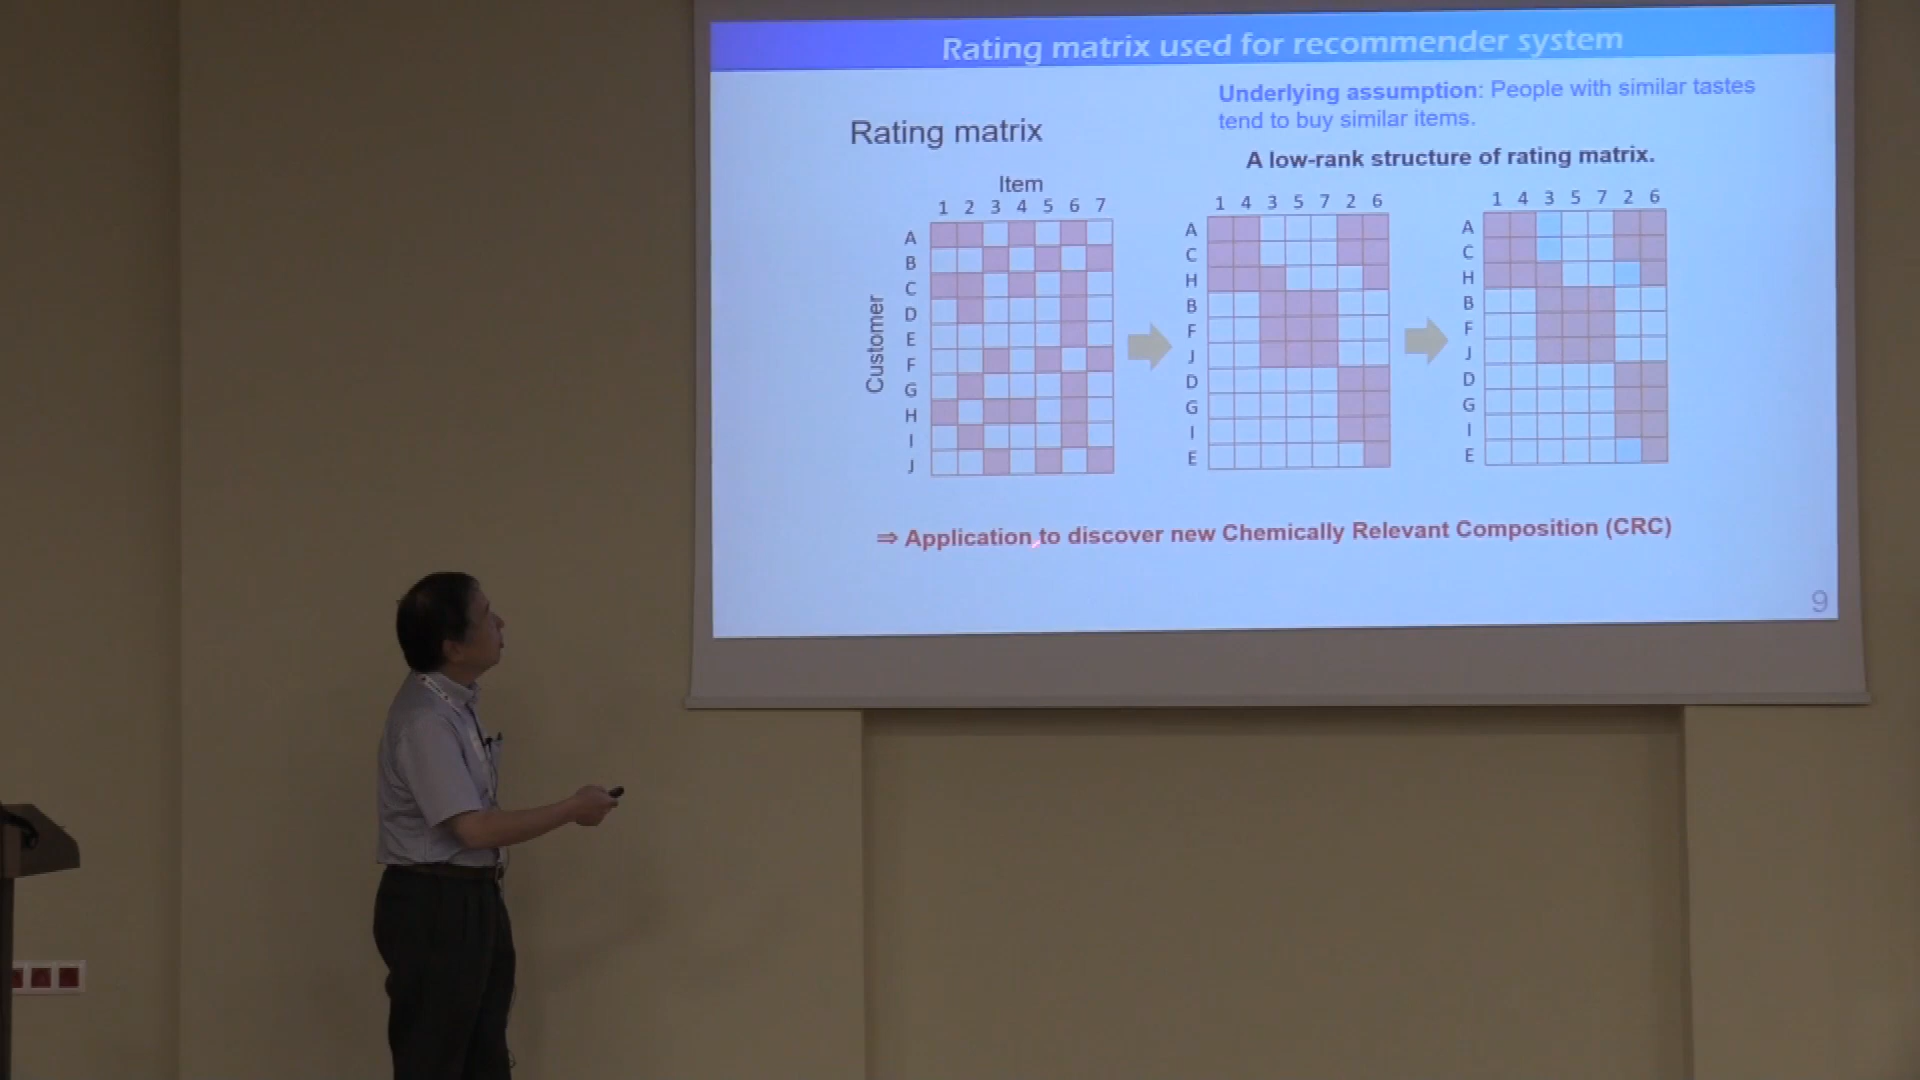 Rating matrix used for recommender system
Underlying assumption: People with similar tastes
tend to buy similar items.
Rating matrix
A low-rank structure of rating matrix.
Item
1 2 3 4 5 6 7
Customer
A
B
C
D
E
F
G
H
I
J
1 4 3 5 7 2 6
A
C
H
B
F
J
D
G
I
E
1 4 3 5 7 2 6
A
C
H
B
F
J
D
G
I
E
⇒ Application to discover new Chemically Relevant Composition (CRC)
9